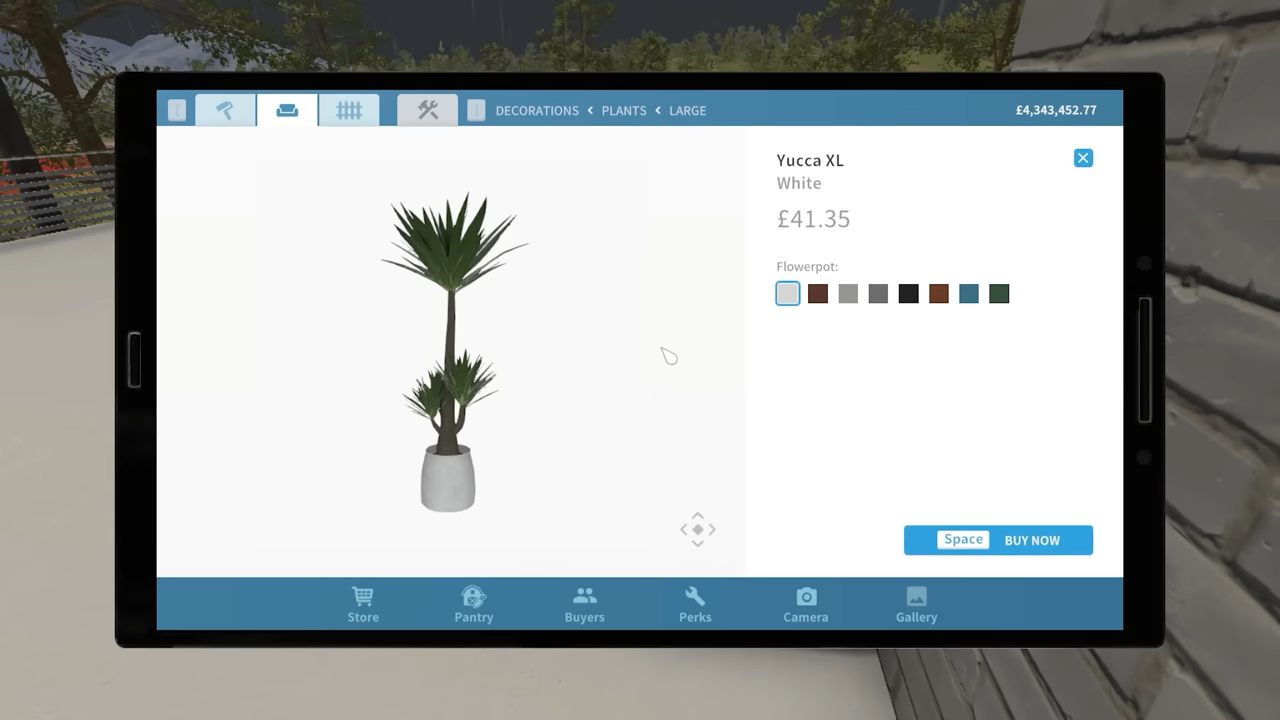 DECORATIONS < PLANTS < LARGE
£4,343,452.77
Yucca XL
White
£41.35
Flowerpot:
Space BUY NOW
Store Pantry Buyers Perks Camera Gallery